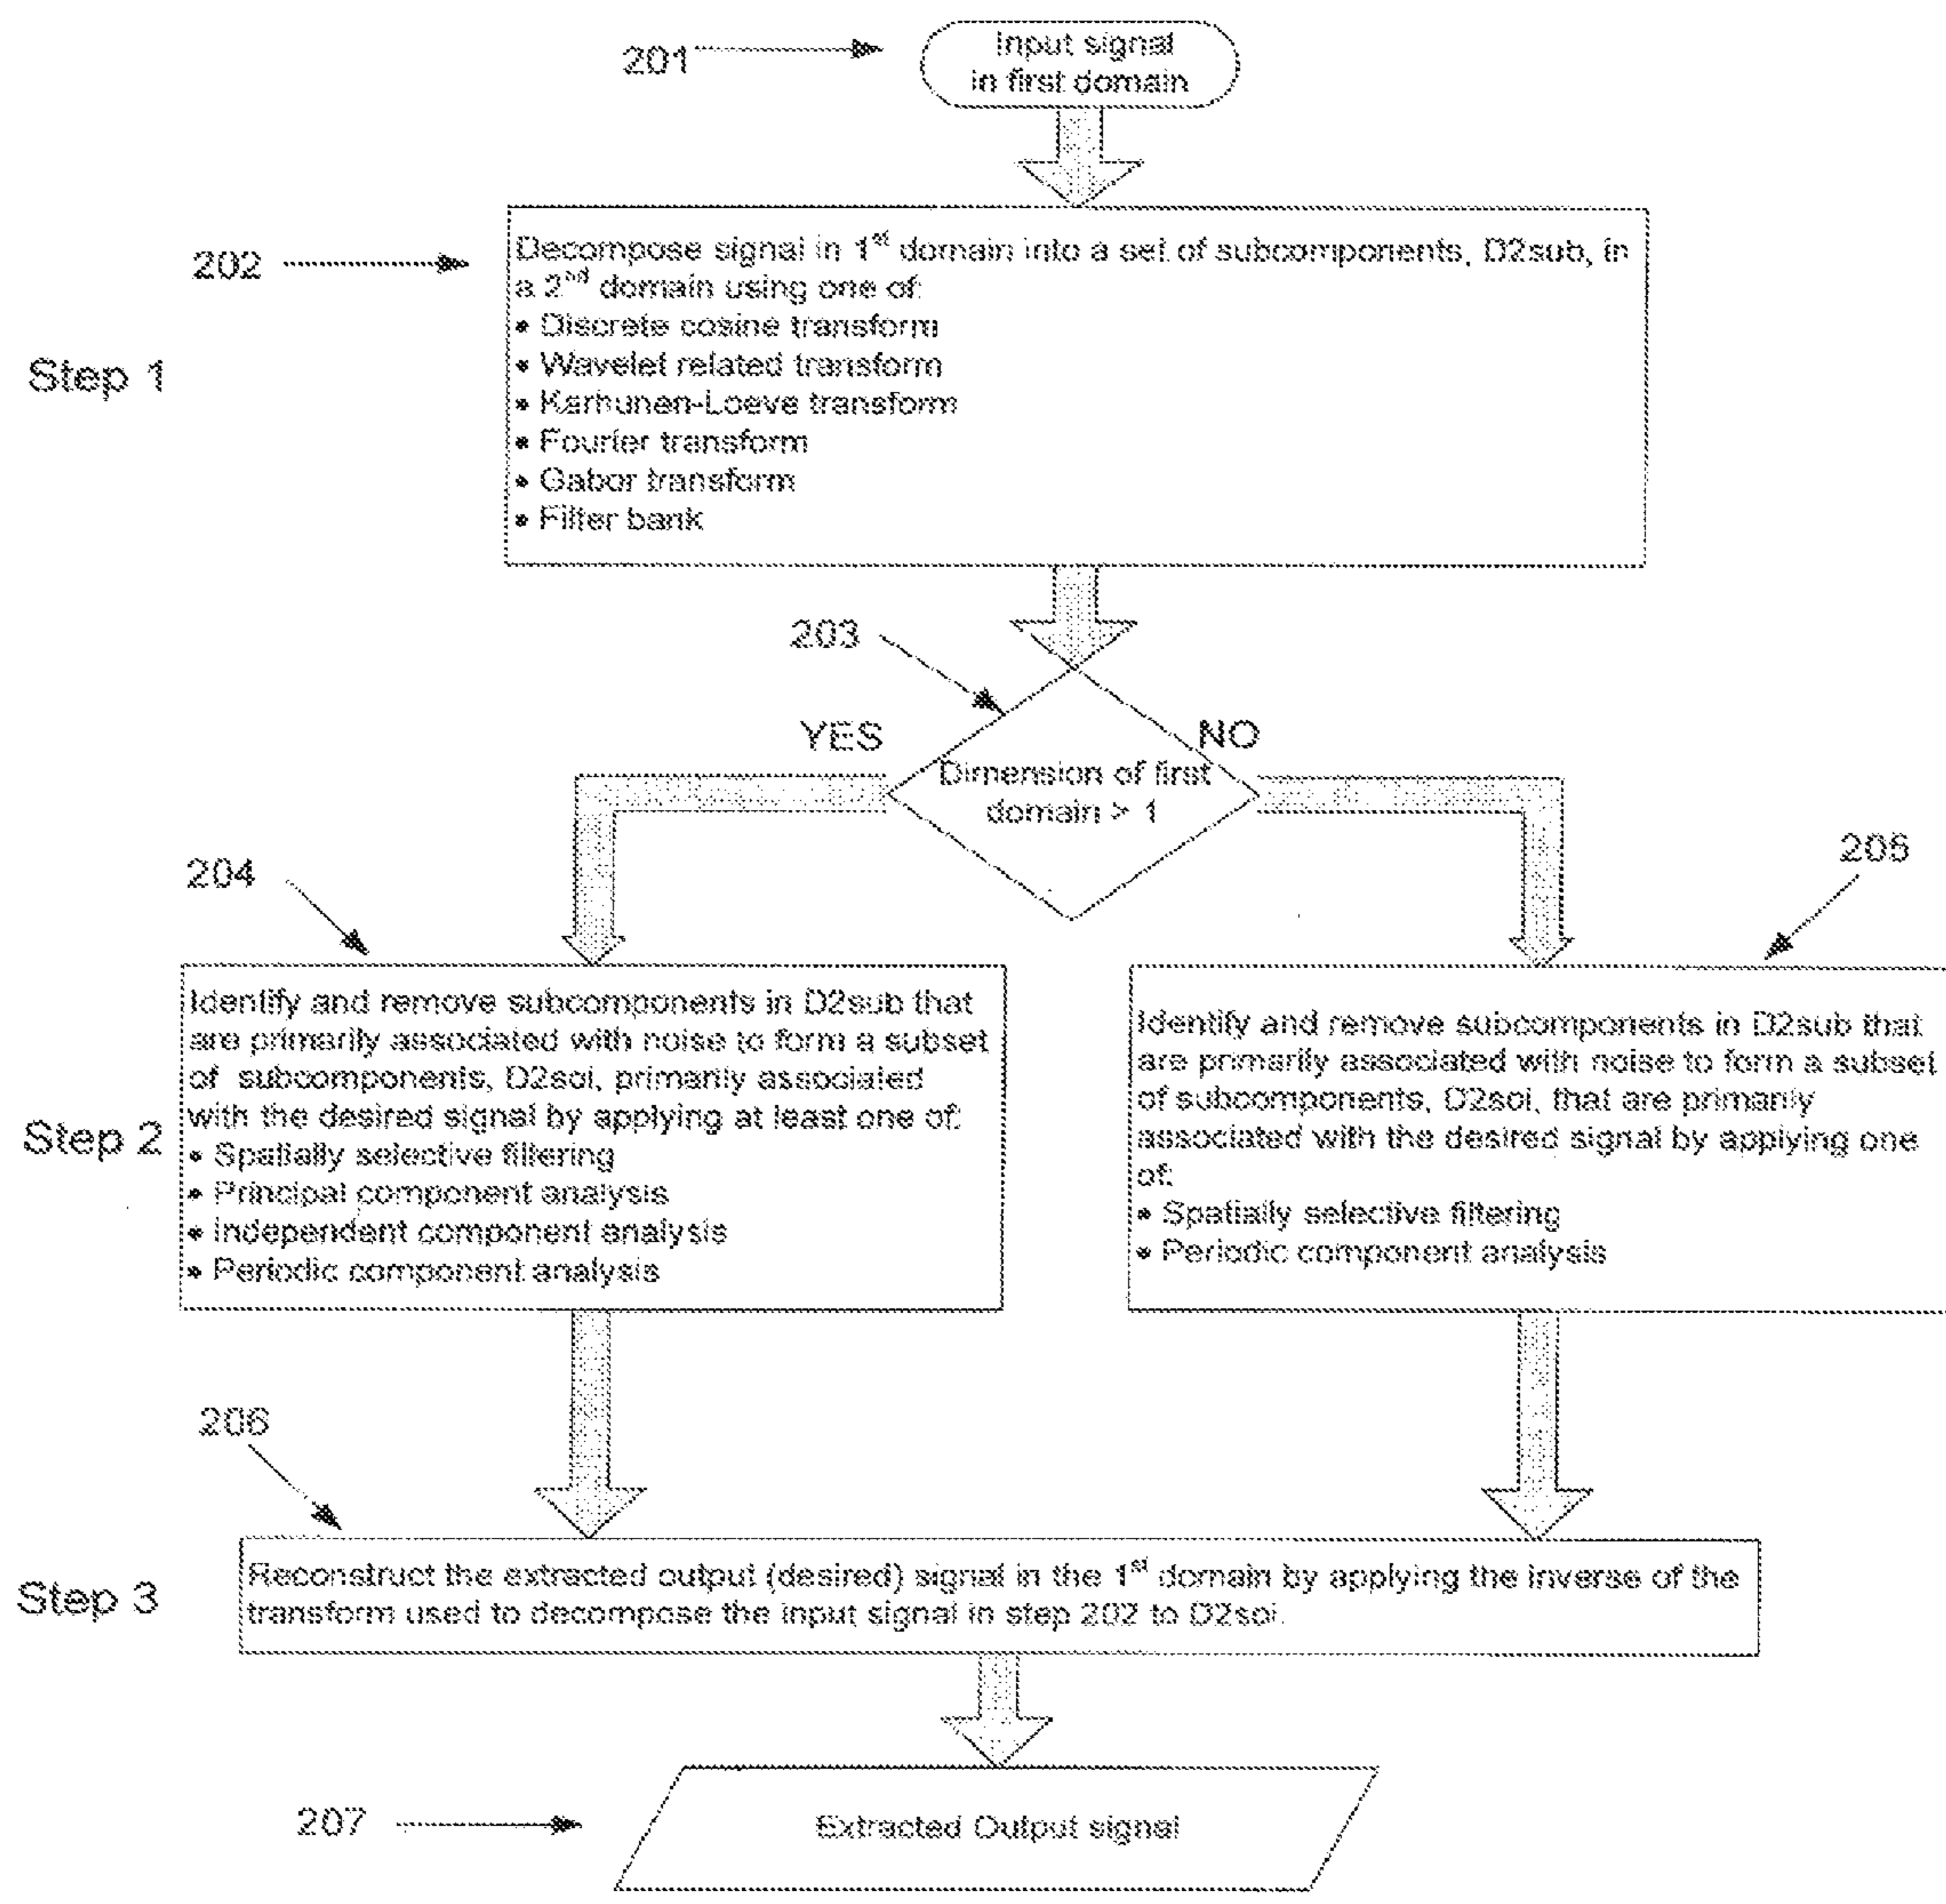 201
Input signal
in first domain
202
Decompose signal in 1st domain into a set of subcomponents, D2sub, in
a 2nd domain using one of:
• Discrete cosine transform
• Wavelet related transform
• Karhunen-Loeve transform
• Fourier transform
• Gabor transform
• Filter bank
Step 1
203
YES
NO
Dimension of first
domain > 1
204
205
Identify and remove subcomponents in D2sub that
are primarily associated with noise to form a subset
of subcomponents, D2soi, primarily associated
with the desired signal by applying at least one of:
• Spatially selective filtering
• Principal component analysis
• Independent component analysis
• Periodic component analysis
Step 2
Identify and remove subcomponents in D2sub that
are primarily associated with noise to form a subset
of subcomponents, D2soi, that are primarily
associated with the desired signal by applying one
of:
• Spatially selective filtering
• Periodic component analysis
206
Step 3
Reconstruct the extracted output (desired) signal in the 1st domain by applying the inverse of the
transform used to decompose the input signal in step 202 to D2soi.
207
Extracted Output signal